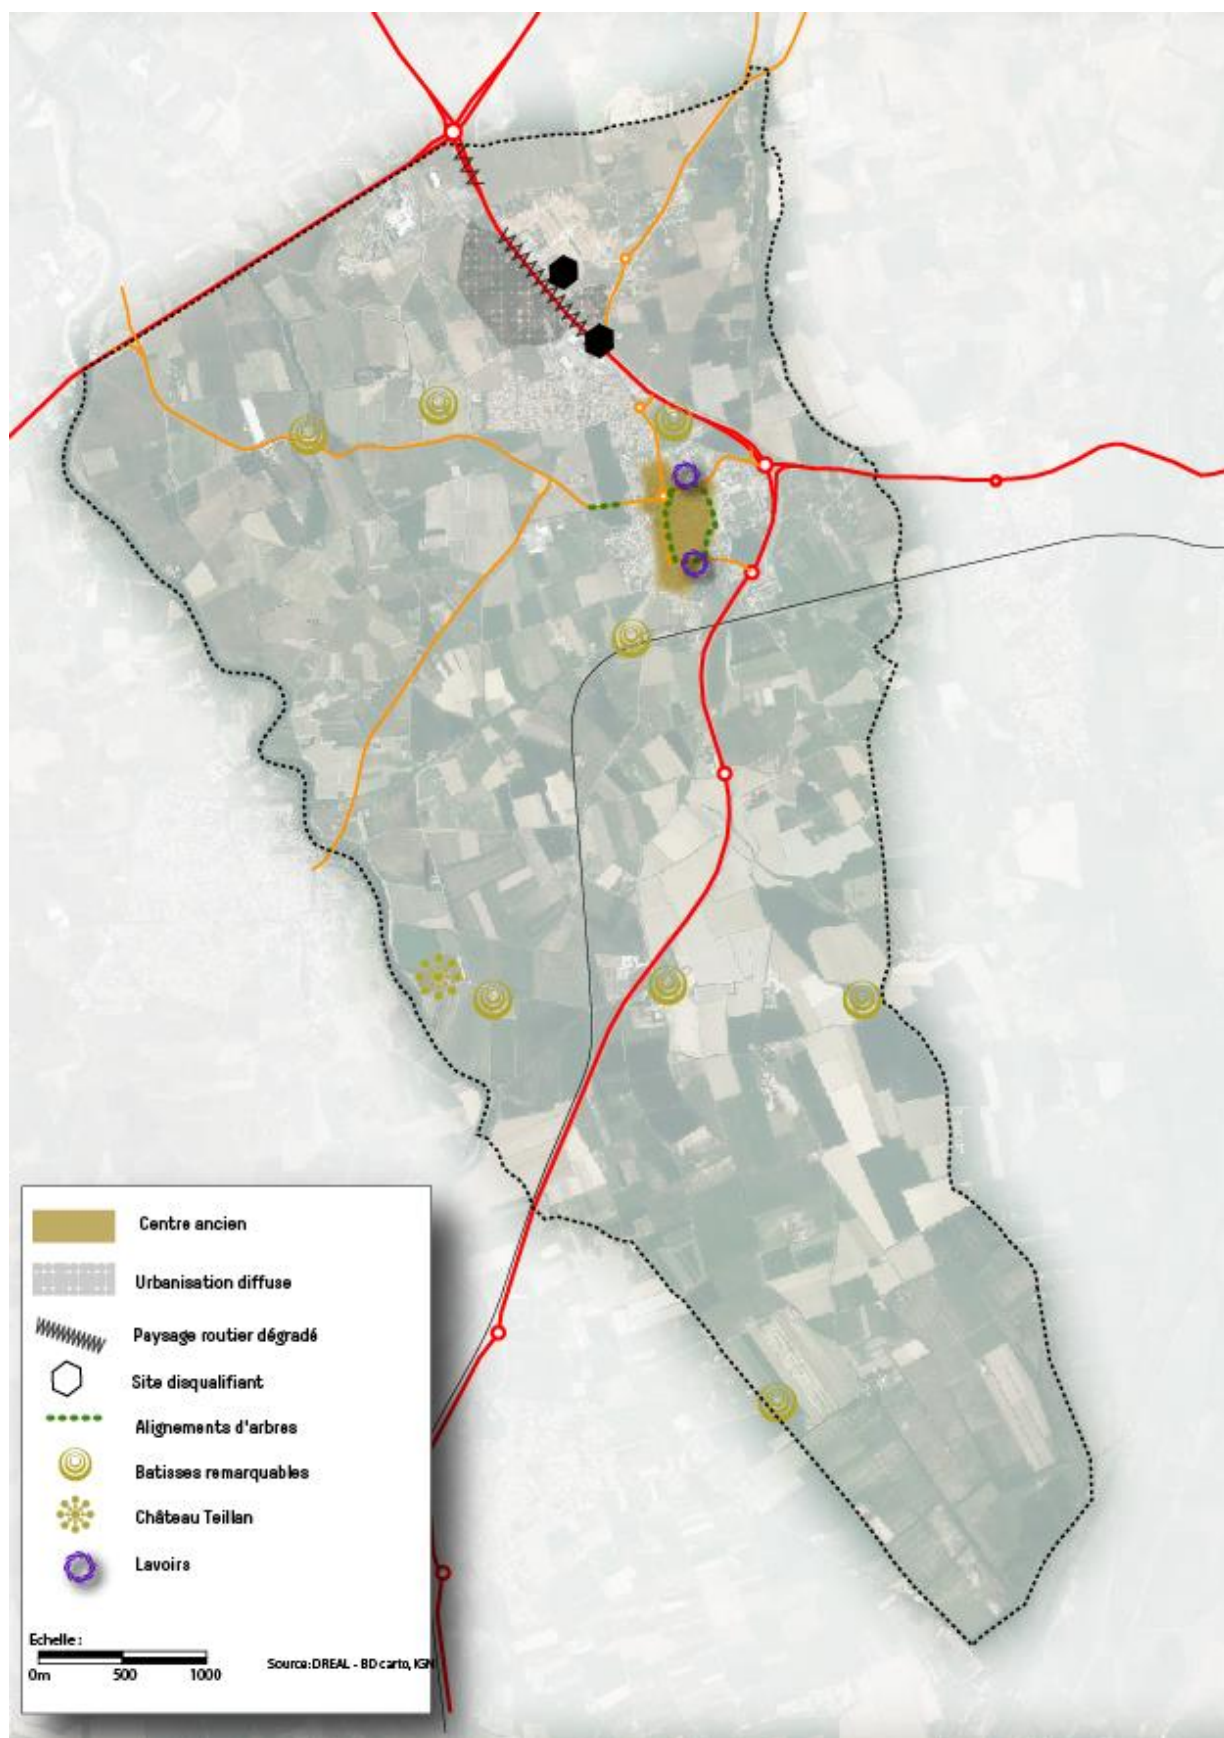 Centre ancien
Urbanisation diffuse
Paysage routier dégradé
Site disqualifiant
Alignements d'arbres
Batisses remarquables
Château Teillan
Lavoirs
Echelle :
0m 500 1000
Source: DREAL - BD carto, IGN